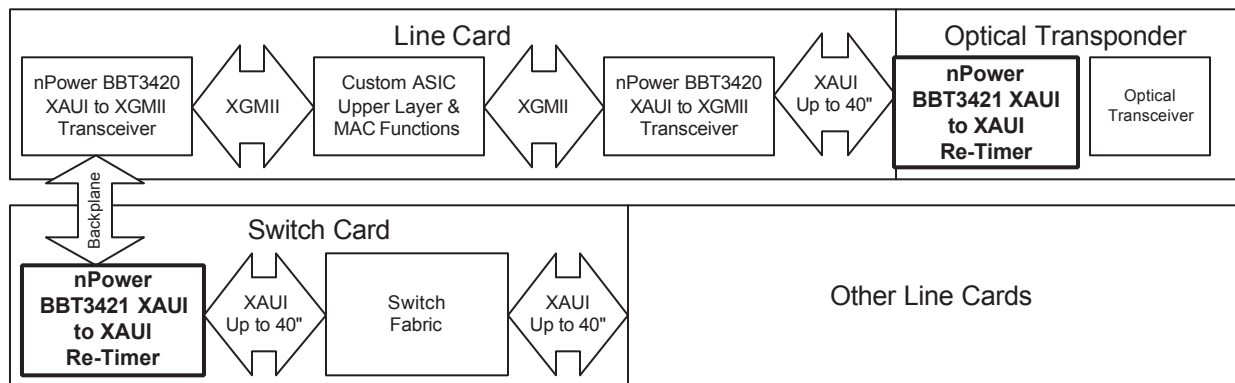 Line Card
nPower BBT3420
XAUI to XGMII
Transceiver
XGMII
Custom ASIC
Upper Layer &
MAC Functions
XGMII
nPower BBT3420
XAUI to XGMII
Transceiver
XAUI
Up to 40"
Optical Transponder
nPower
BBT3421 XAUI
to XAUI
Re-Timer
Optical
Transceiver
Backplane
Switch Card
nPower
BBT3421 XAUI
to XAUI
Re-Timer
XAUI
Up to 40"
Switch
Fabric
XAUI
Up to 40"
Other Line Cards